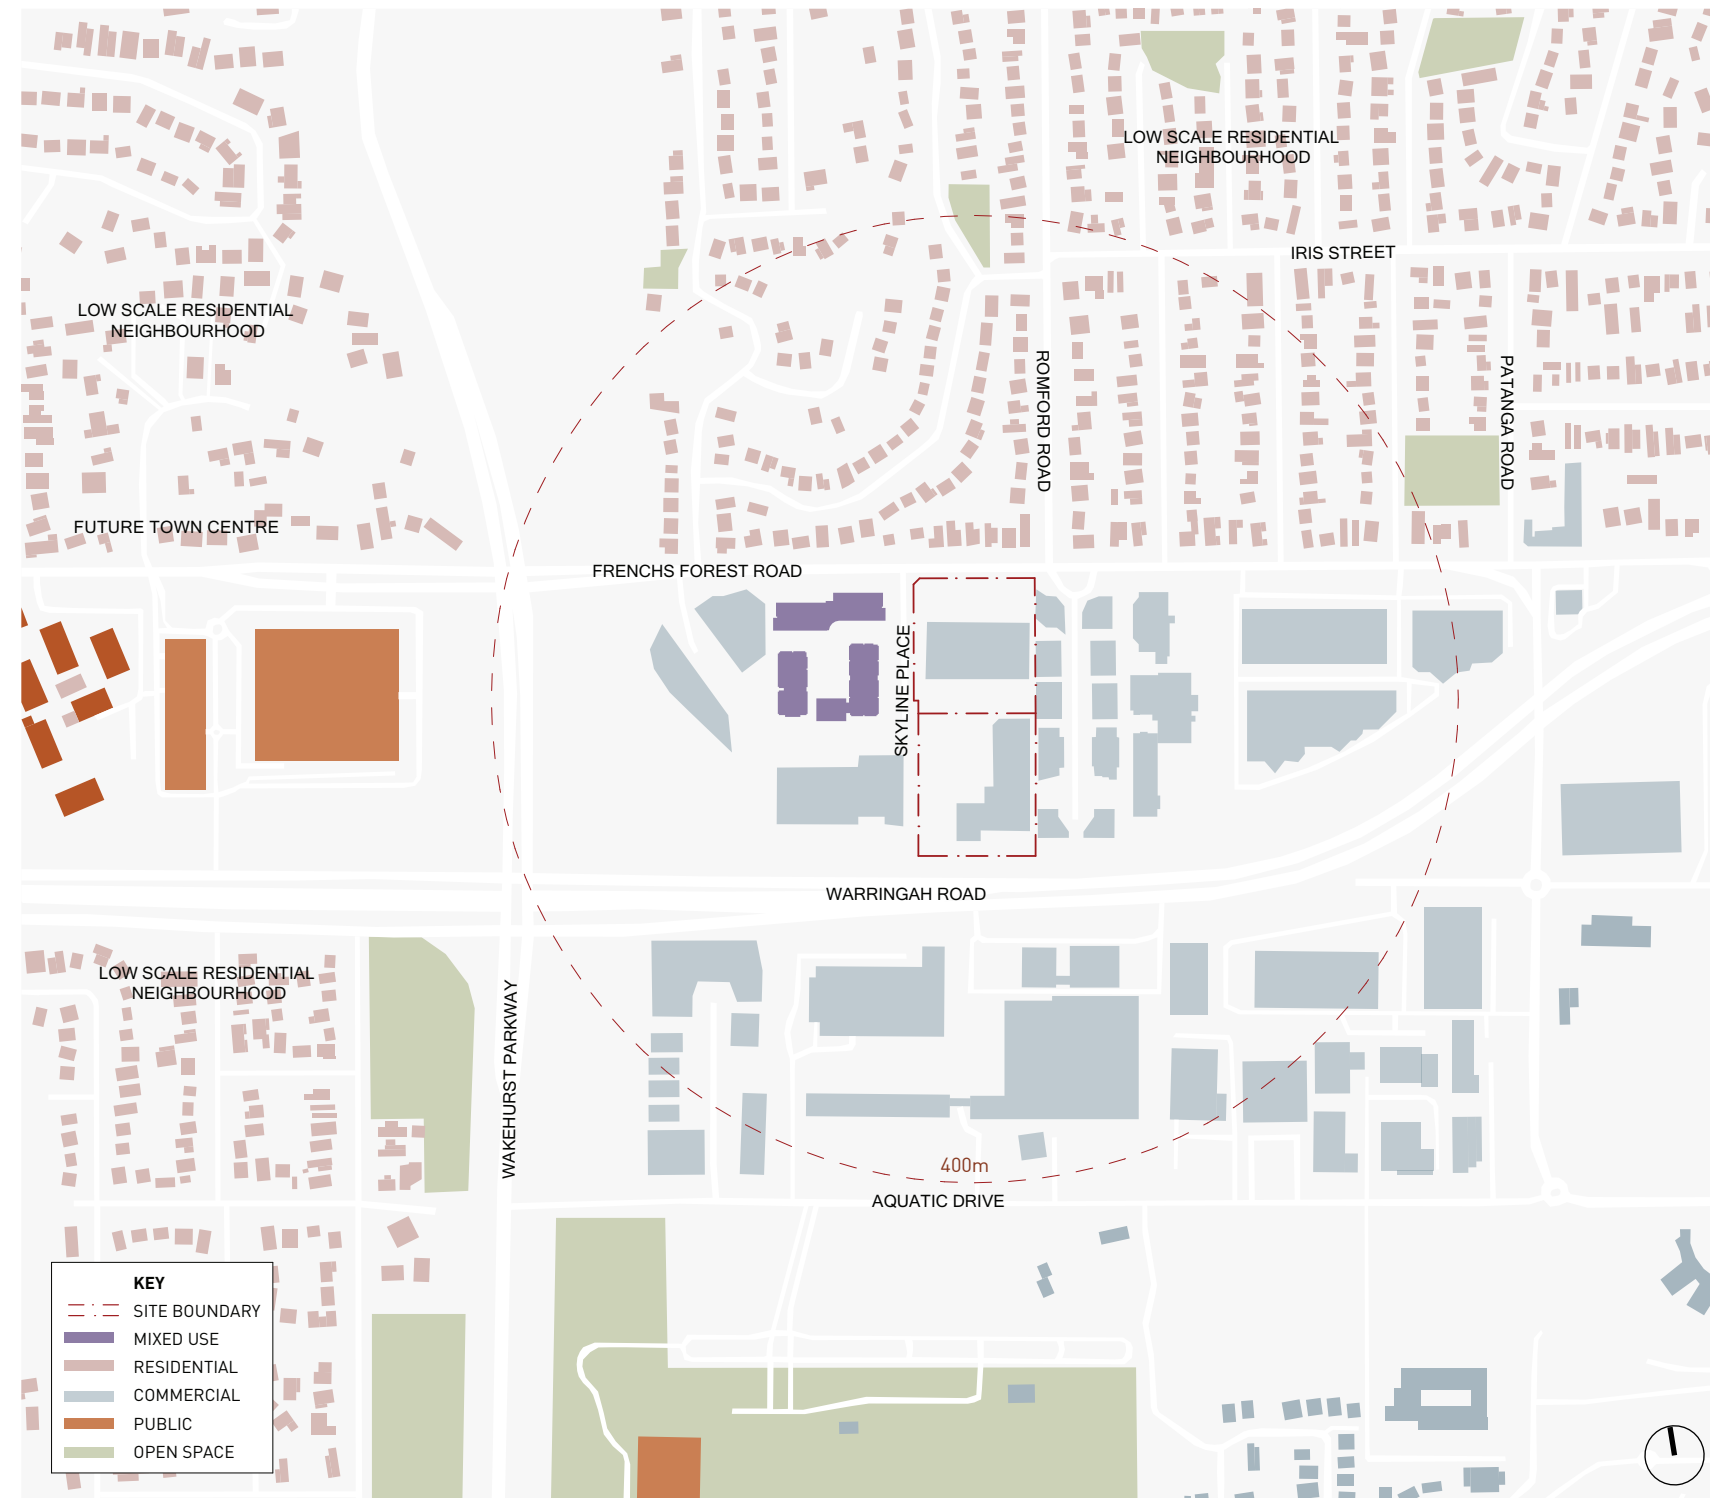 LOW SCALE RESIDENTIAL
NEIGHBOURHOOD
IRIS STREET
LOW SCALE RESIDENTIAL
NEIGHBOURHOOD
ROMFORD ROAD
PATANGA ROAD
FUTURE TOWN CENTRE
FRENCHS FOREST ROAD
SKYLINE PLACE
WARRINGAH ROAD
LOW SCALE RESIDENTIAL
NEIGHBOURHOOD
WAKEHURST PARKWAY
400m
AQUATIC DRIVE
KEY
SITE BOUNDARY
MIXED USE
RESIDENTIAL
COMMERCIAL
PUBLIC
OPEN SPACE